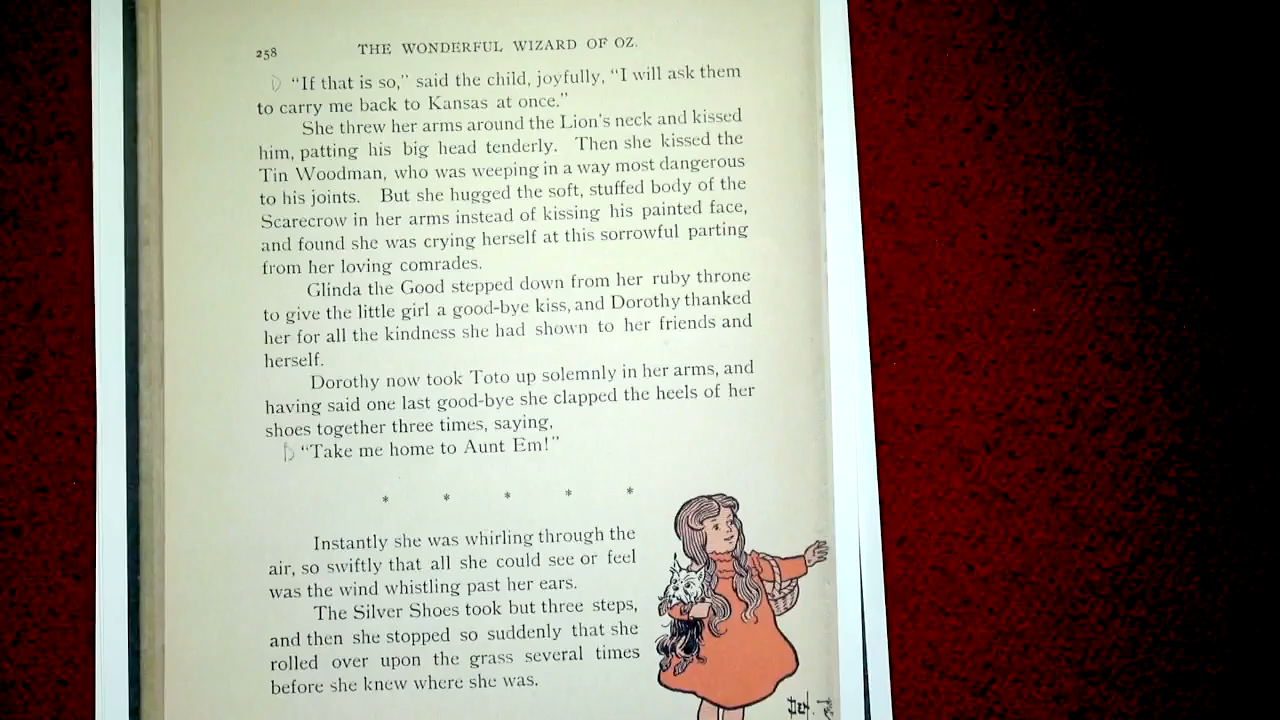 258 THE WONDERFUL WIZARD OF OZ.
"If that is so," said the child, joyfully, "I will ask them
to carry me back to Kansas at once."
She threw her arms around the Lion's neck and kissed
him, patting his big head tenderly. Then she kissed the
Tin Woodman, who was weeping in a way most dangerous
to his joints. But she hugged the soft, stuffed body of the
Scarecrow in her arms instead of kissing his painted face,
and found she was crying herself at this sorrowful parting
from her loving comrades.
Glinda the Good stepped down from her ruby throne
to give the little girl a good-bye kiss, and Dorothy thanked
her for all the kindness she had shown to her friends and
herself.
Dorothy now took Toto up solemnly in her arms, and
having said one last good-bye she clapped the heels of her
shoes together three times, saying,
"Take me home to Aunt Em!"
* * * * *
Instantly she was whirling through the
air, so swiftly that all she could see or feel
was the wind whistling past her ears.
The Silver Shoes took but three steps,
and then she stopped so suddenly that she
rolled over upon the grass several times
before she knew where she was.